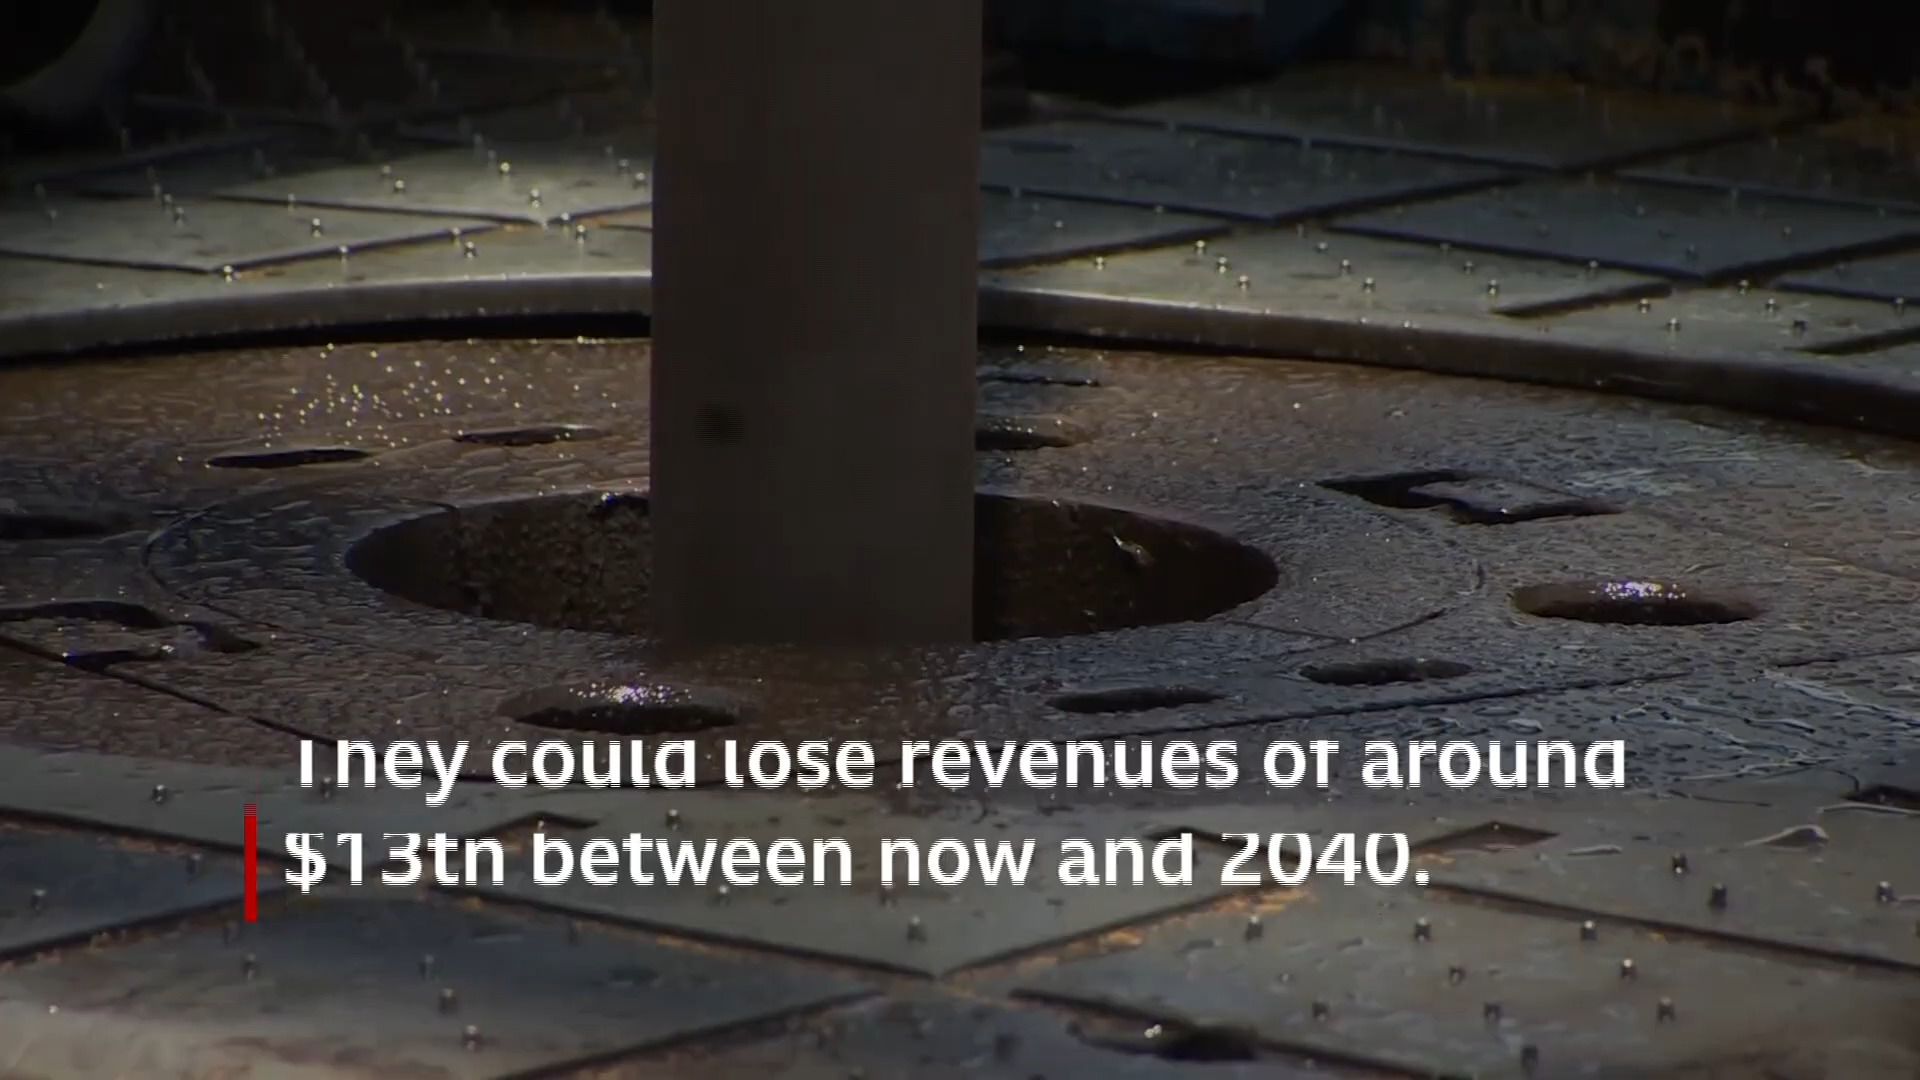 They could lose revenues of around
$13tn between now and 2040.